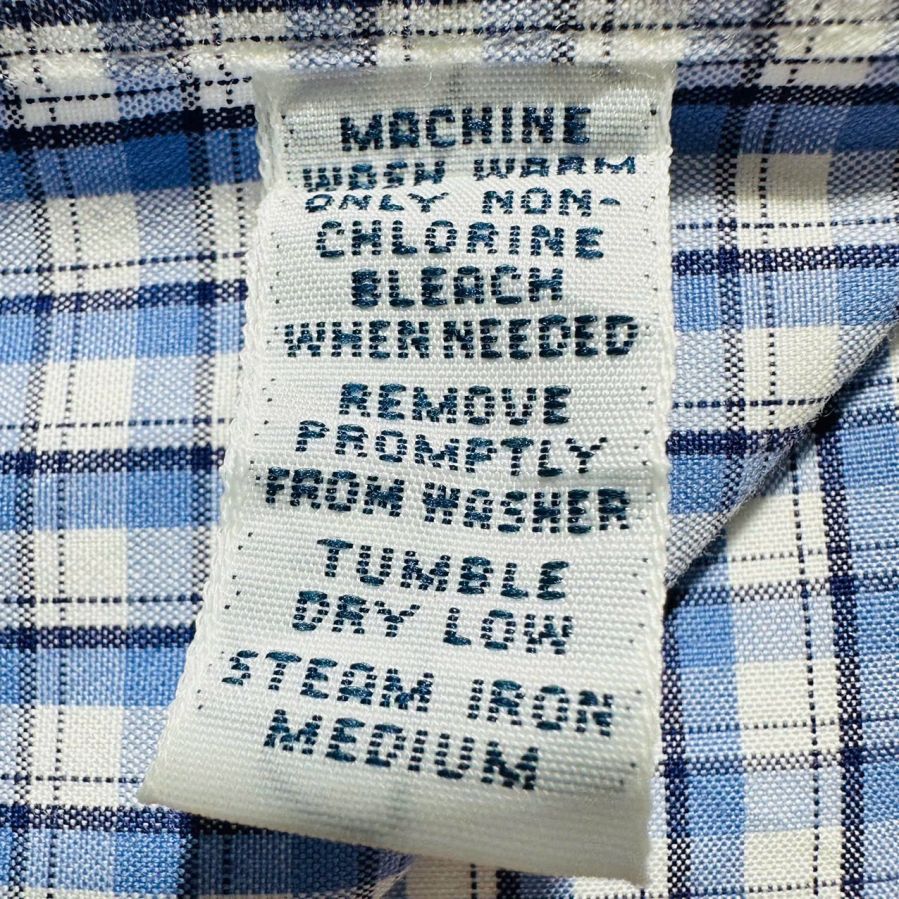 MACHINE
WASH WARM
ONLY NON-
CHLORINE
BLEACH
WHEN NEEDED
REMOVE
PROMPTLY
FROM WASHER
TUMBLE
DRY LOW
STEAM IRON
MEDIUM